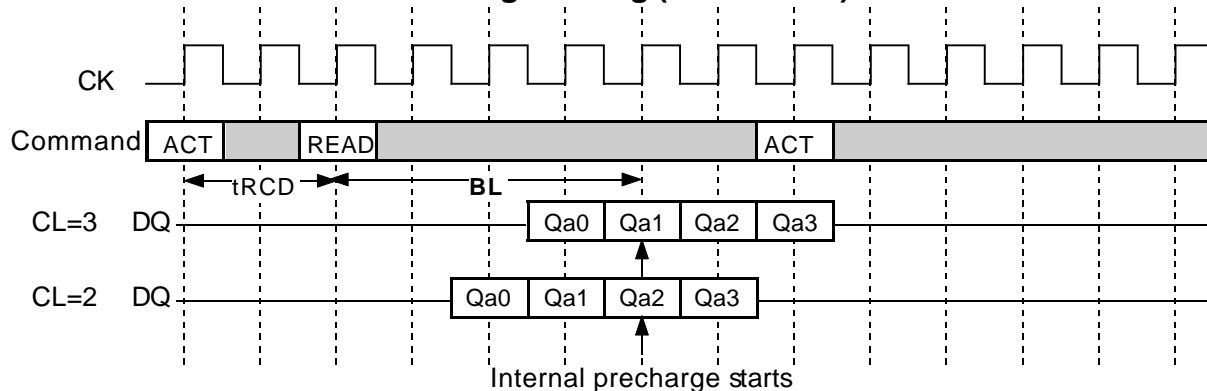 CK
Command ACT READ ACT
tRCD BL
CL=3 DQ Qa0 Qa1 Qa2 Qa3
CL=2 DQ Qa0 Qa1 Qa2 Qa3
Internal precharge starts